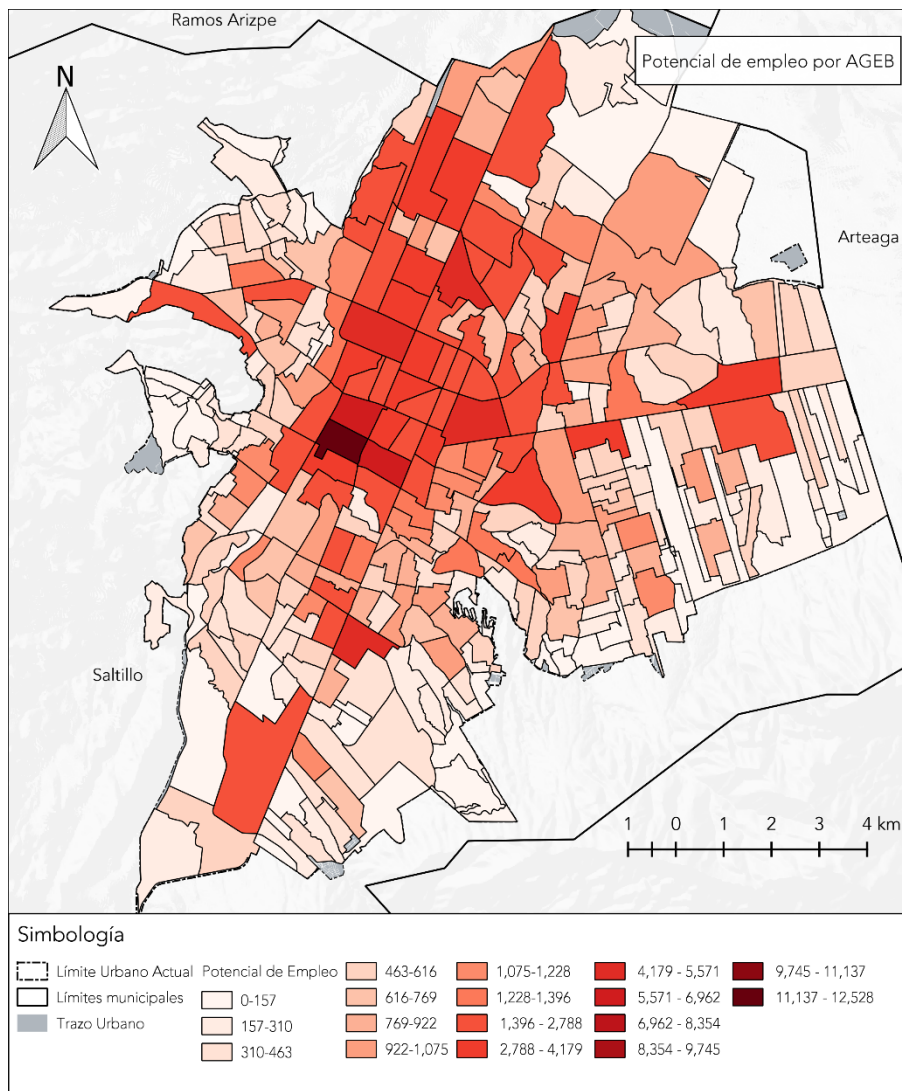 Ramos Arizpe
Potencial de empleo por AGEB
N
Arteaga
Saltillo
1 0 1 2 3 4 km
Simbología
Límite Urbano Actual
Límites municipales
Trazo Urbano
Potencial de Empleo
0-157
157-310
310-463
463-616
616-769
769-922
922-1,075
1,075-1,228
1,228-1,396
1,396 - 2,788
2,788 - 4,179
4,179 - 5,571
5,571 - 6,962
6,962 - 8,354
8,354 - 9,745
9,745 - 11,137
11,137 - 12,528